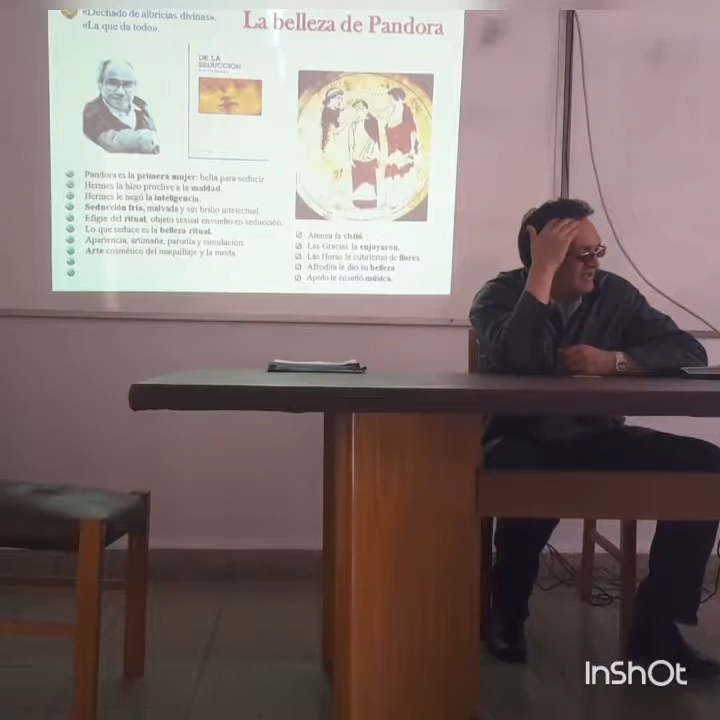 «Dechado de albricias divinas».
«La que da todo».
La belleza de Pandora
DE LA
SEDUCCIÓN
Pandora es la primera mujer: bella para seducir
Hermes la hizo proclive a la maldad.
Hermes le negó la inteligencia.
Seducción fría, malvada y sin brillo intelectual.
Efigie del ritual, objeto sexual envuelto en seducción.
Lo que seduce es la belleza ritual.
Apariencia, artimaña, parodia y simulación.
Arte cosmético del maquillaje y la moda.
Atenea la vistió.
Las Gracias la enjoyaron.
Las Horas la cubrieron de flores.
Afrodita le dio su belleza
Apolo le enseñó música.
InShOt